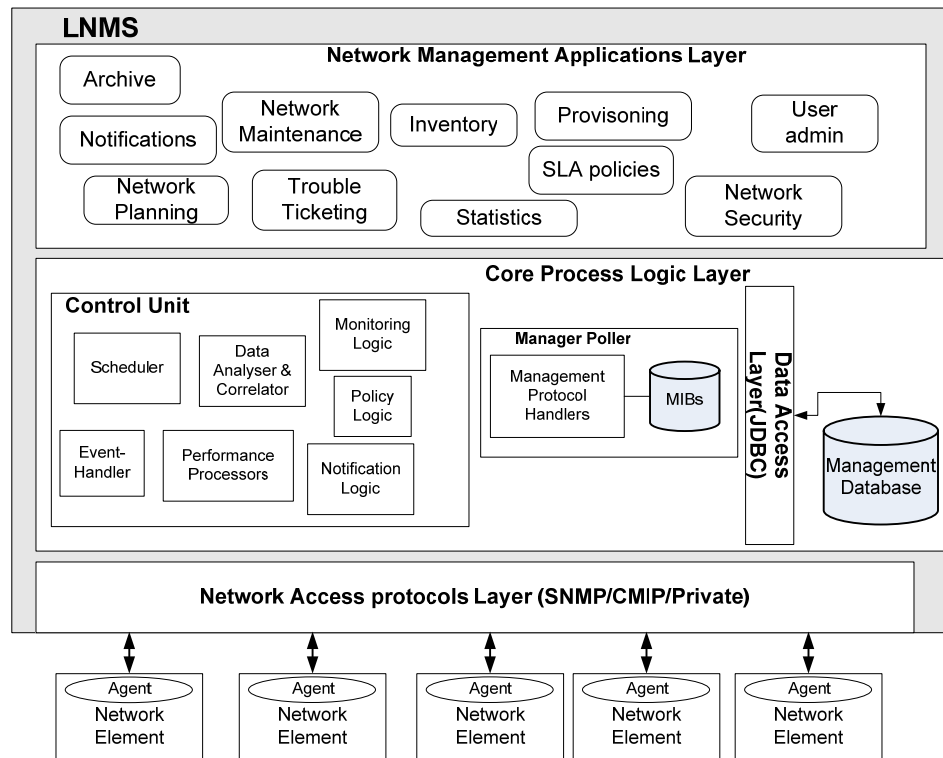 LNMS
Network Management Applications Layer
Archive
Notifications
Network
Maintenance
Inventory
Provisoning
User
admin
SLA policies
Network
Planning
Trouble
Ticketing
Statistics
Network
Security
Core Process Logic Layer
Control Unit
Scheduler
Data
Analyser &
Correlator
Monitoring
Logic
Policy
Logic
Event-
Handler
Performance
Processors
Notification
Logic
Manager Poller
Management
Protocol
Handlers
MIBs
Data Access
Layer(JDBC)
Management
Database
Network Access protocols Layer (SNMP/CMIP/Private)
Agent
Network
Element
Agent
Network
Element
Agent
Network
Element
Agent
Network
Element
Agent
Network
Element